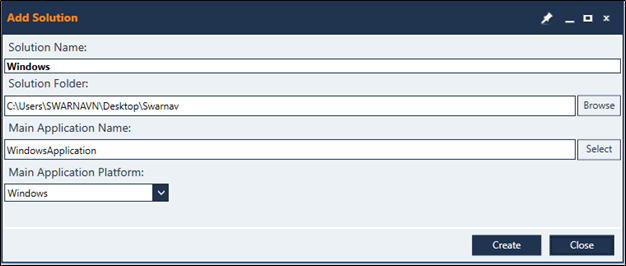 Add Solution
Solution Name:
Windows
Solution Folder:
C:\Users\SWARNAVN\Desktop\Swarnav
Browse
Main Application Name:
WindowsApplication
Select
Main Application Platform:
Windows
Create
Close